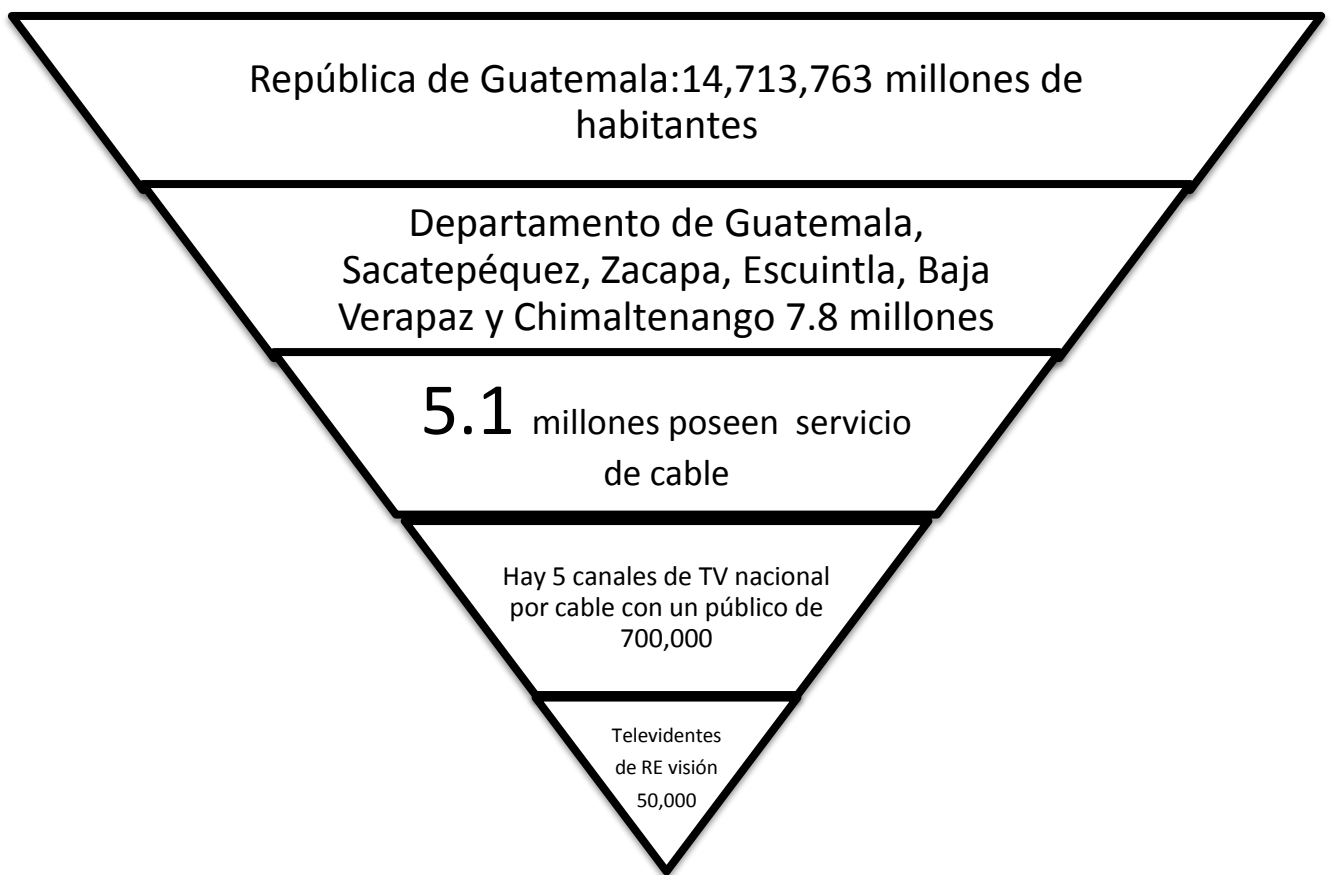 República de Guatemala:14,713,763 millones de
habitantes
Departamento de Guatemala,
Sacatepéquez, Zacapa, Escuintla, Baja
Verapaz y Chimaltenango 7.8 millones
5.1 millones poseen servicio
de cable
Hay 5 canales de TV nacional
por cable con un público de
700,000
Televidentes
de RE visión
50,000